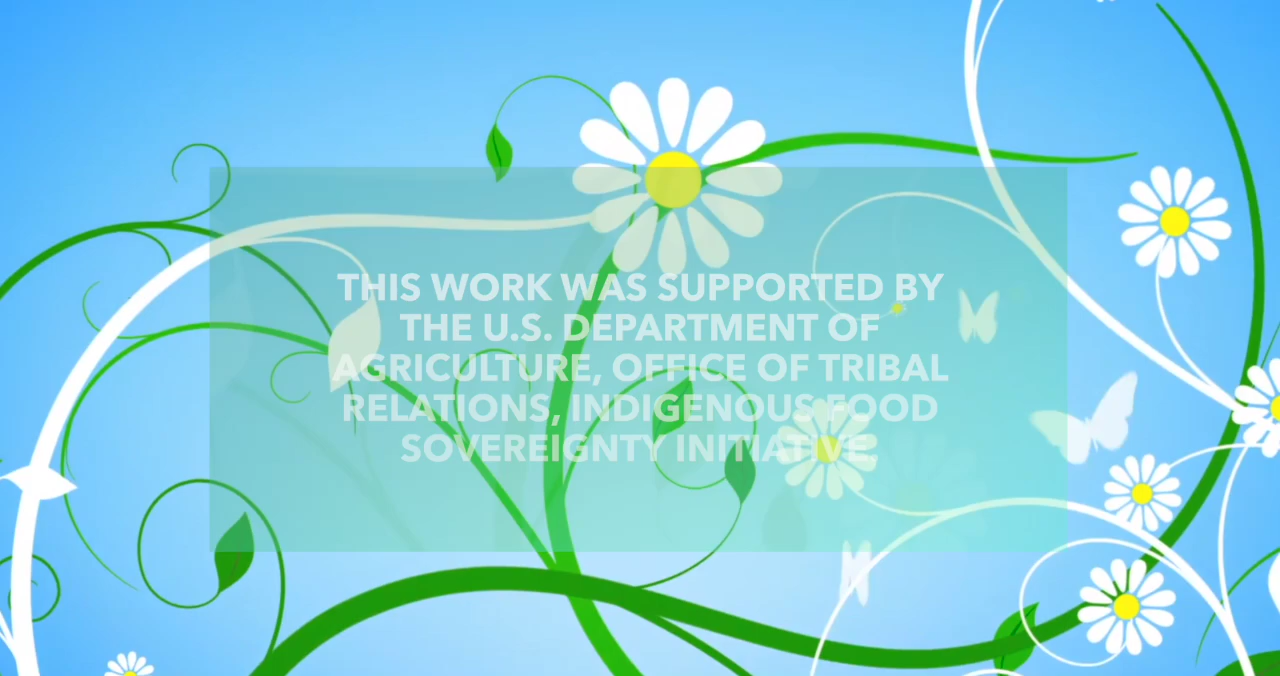 THIS WORK WAS SUPPORTED BY
THE U.S. DEPARTMENT OF
AGRICULTURE, OFFICE OF TRIBAL
RELATIONS, INDIGENOUS FOOD
SOVEREIGNTY INITIATIVE.